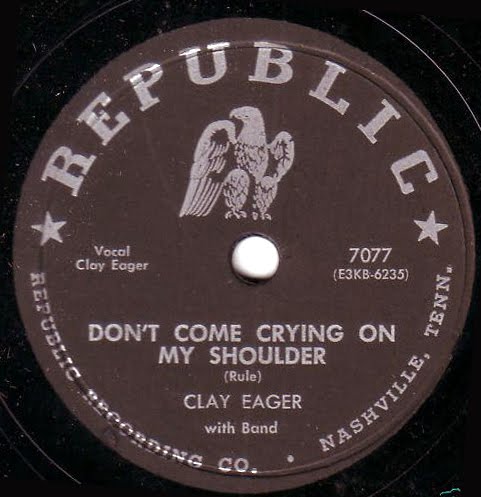 REPUBLIC
Vocal
Clay Eager
7077
(E3KB-6235)
DON'T COME CRYING ON
MY SHOULDER
(Rule)
CLAY EAGER
with Band
REPUBLIC RECORDING CO. • NASHVILLE, TENN.